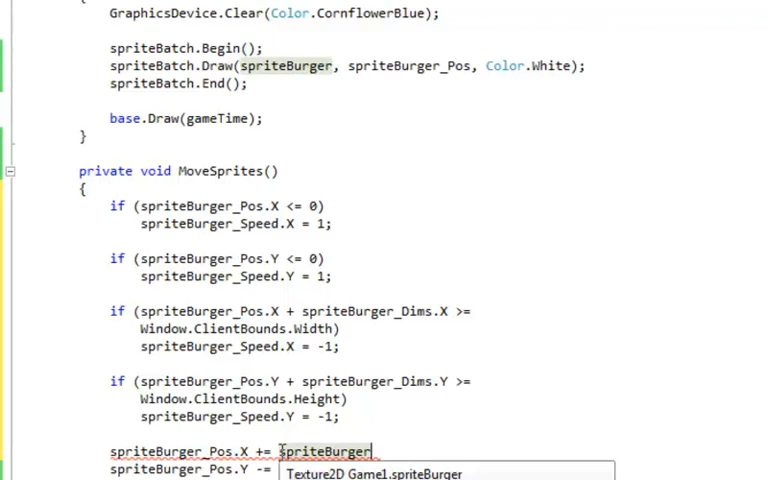 {
GraphicsDevice.Clear(Color.CornflowerBlue);
spriteBatch.Begin();
spriteBatch.Draw(spriteBurger, spriteBurger_Pos, Color.White);
spriteBatch.End();
base.Draw(gameTime);
}
private void MoveSprites()
{
if (spriteBurger_Pos.X <= 0)
spriteBurger_Speed.X = 1;
if (spriteBurger_Pos.Y <= 0)
spriteBurger_Speed.Y = 1;
if (spriteBurger_Pos.X + spriteBurger_Dims.X >=
Window.ClientBounds.Width)
spriteBurger_Speed.X = -1;
if (spriteBurger_Pos.Y + spriteBurger_Dims.Y >=
Window.ClientBounds.Height)
spriteBurger_Speed.Y = -1;
spriteBurger_Pos.X += spriteBurger
spriteBurger_Pos.Y -=
Texture2D Game1.spriteBurger